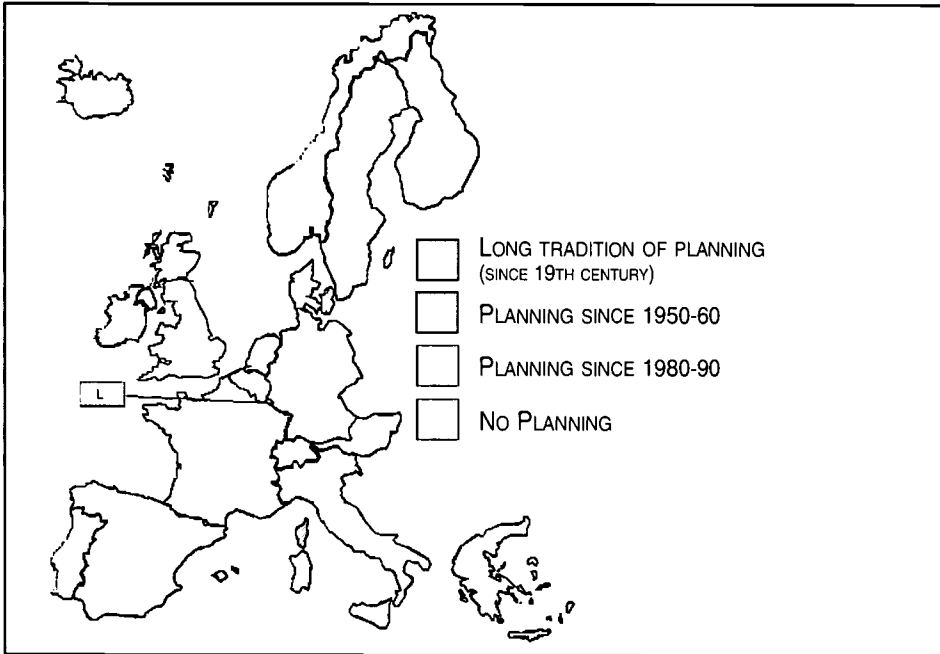 LONG TRADITION OF PLANNING
(SINCE 19TH CENTURY)
PLANNING SINCE 1950-60
PLANNING SINCE 1980-90
L
NO PLANNING